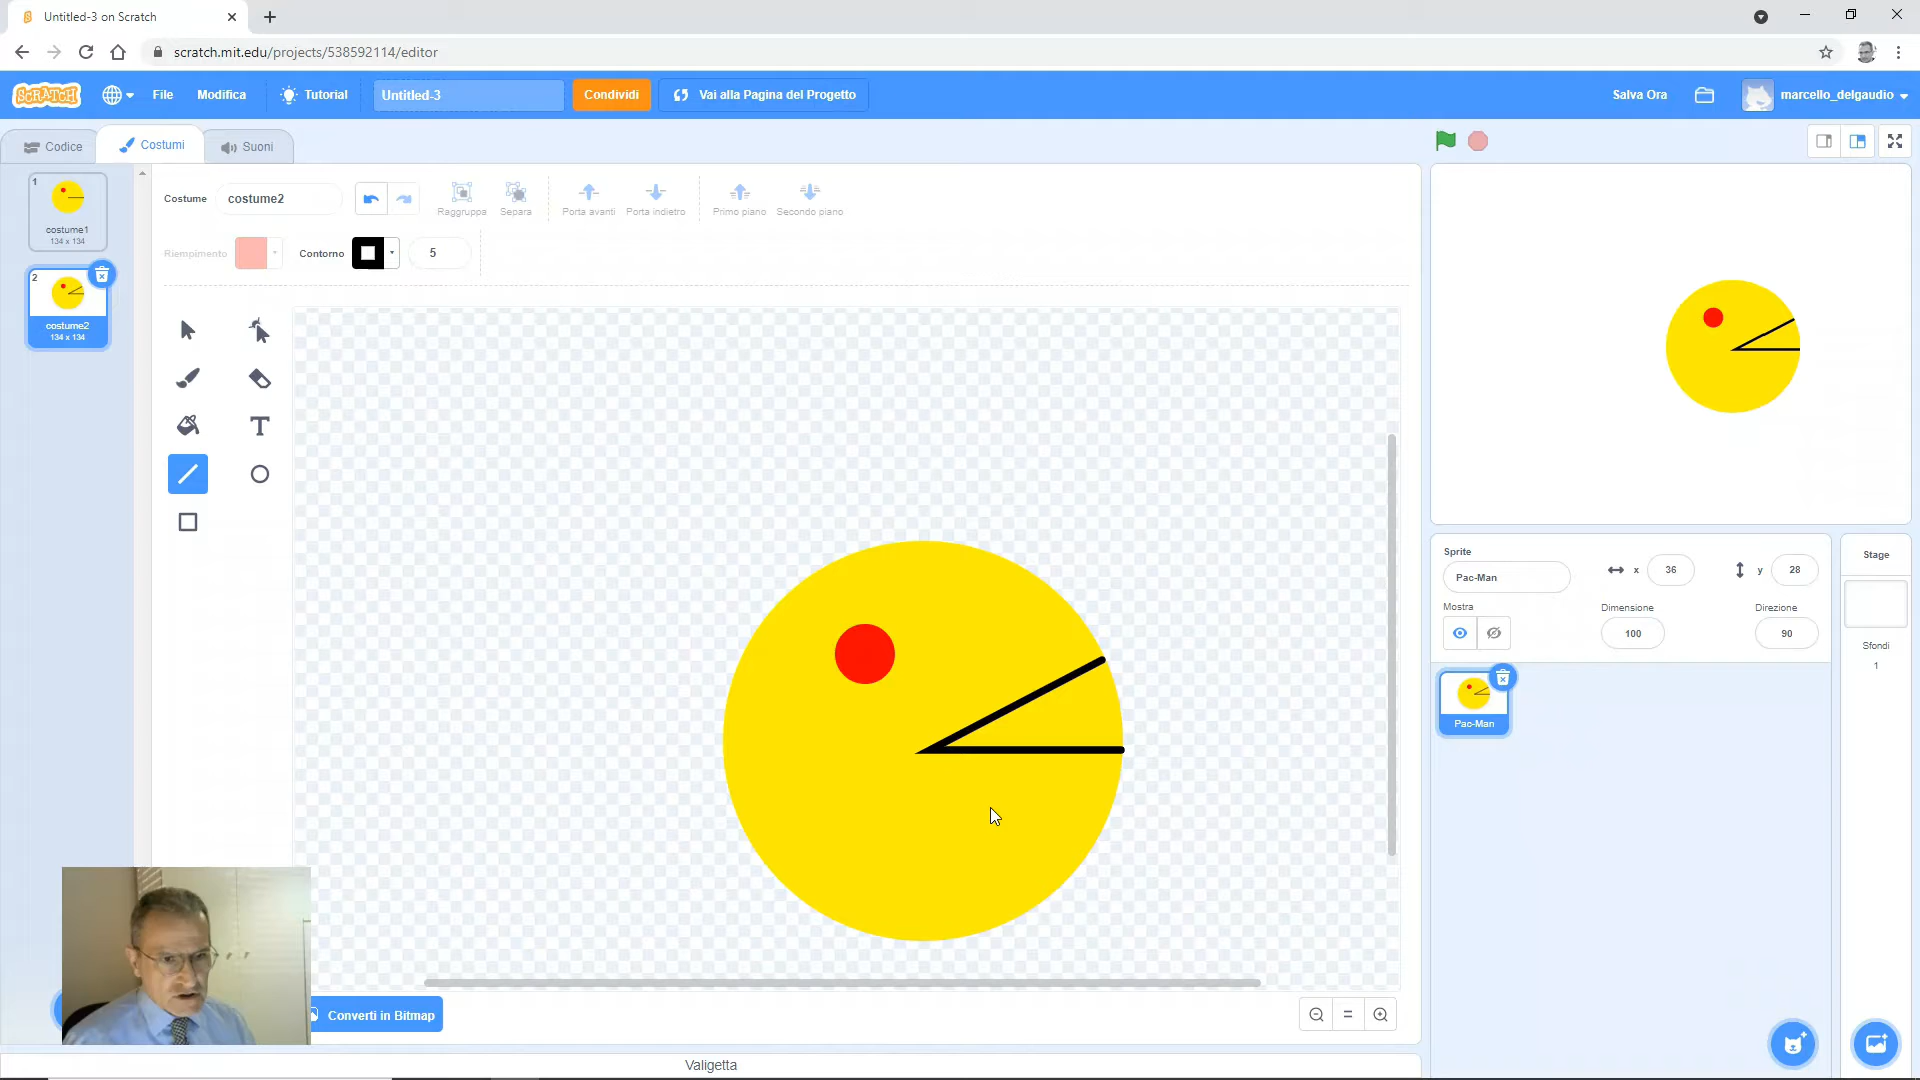 Untitled-3 on Scratch
scratch.mit.edu/projects/538592114/editor
SCRATCH
File
Modifica
Tutorial
Untitled-3
Condividi
Vai alla Pagina del Progetto
Salva Ora
marcello_delgaudio
Codice
Costumi
Suoni
1
costume1
134 x 134
2
costume2
134 x 134
Costume
costume2
Raggruppa
Separa
Porta avanti
Porta indietro
Primo piano
Secondo piano
Riempimento
Contorno
5
T
Converti in Bitmap
Valigetta
Sprite
Pac-Man
x
36
y
28
Mostra
Dimensione
100
Direzione
90
Pac-Man
Stage
Sfondi
1